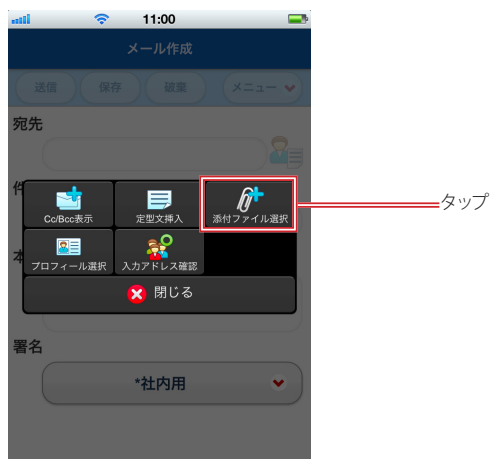 11:00
メール作成
送信 保存 破棄 メニュー
宛先
件
Cc/Bcc表示 定型文挿入 添付ファイル選択
タップ
本
プロフィール選択 入力アドレス確認
閉じる
署名
*社内用